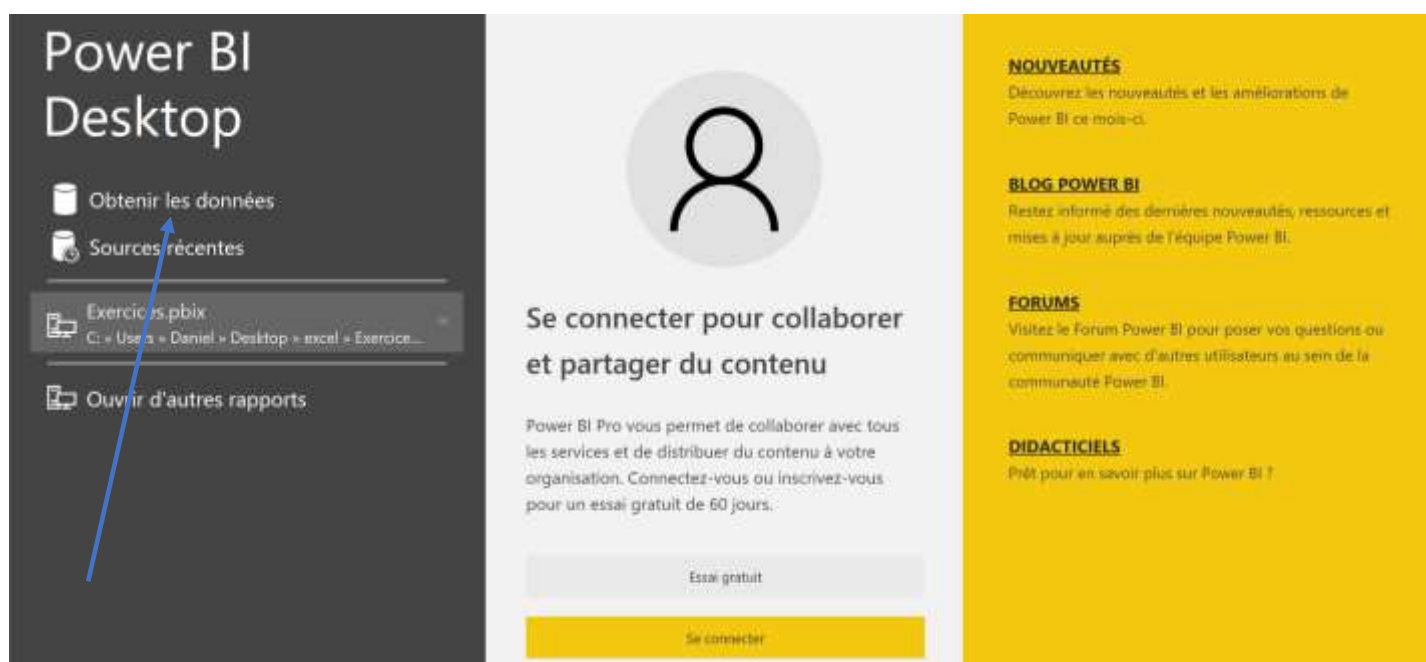 Power BI
Desktop
Obtenir les données
Sources récentes
Exercices.pbix
C: » Users » Daniel » Desktop » excel » Exercice...
Ouvrir d'autres rapports
Se connecter pour collaborer
et partager du contenu
Power BI Pro vous permet de collaborer avec tous
les services et de distribuer du contenu à votre
organisation. Connectez-vous ou inscrivez-vous
pour un essai gratuit de 60 jours.
Essai gratuit
Se connecter
NOUVEAUTÉS
Découvrez les nouveautés et les améliorations de
Power BI ce mois-ci.
BLOG POWER BI
Restez informé des dernières nouveautés, ressources et
mises à jour auprès de l'équipe Power BI.
FORUMS
Visitez le Forum Power BI pour poser vos questions ou
communiquer avec d'autres utilisateurs au sein de la
communauté Power BI.
DIDACTICIELS
Prêt pour en savoir plus sur Power BI ?